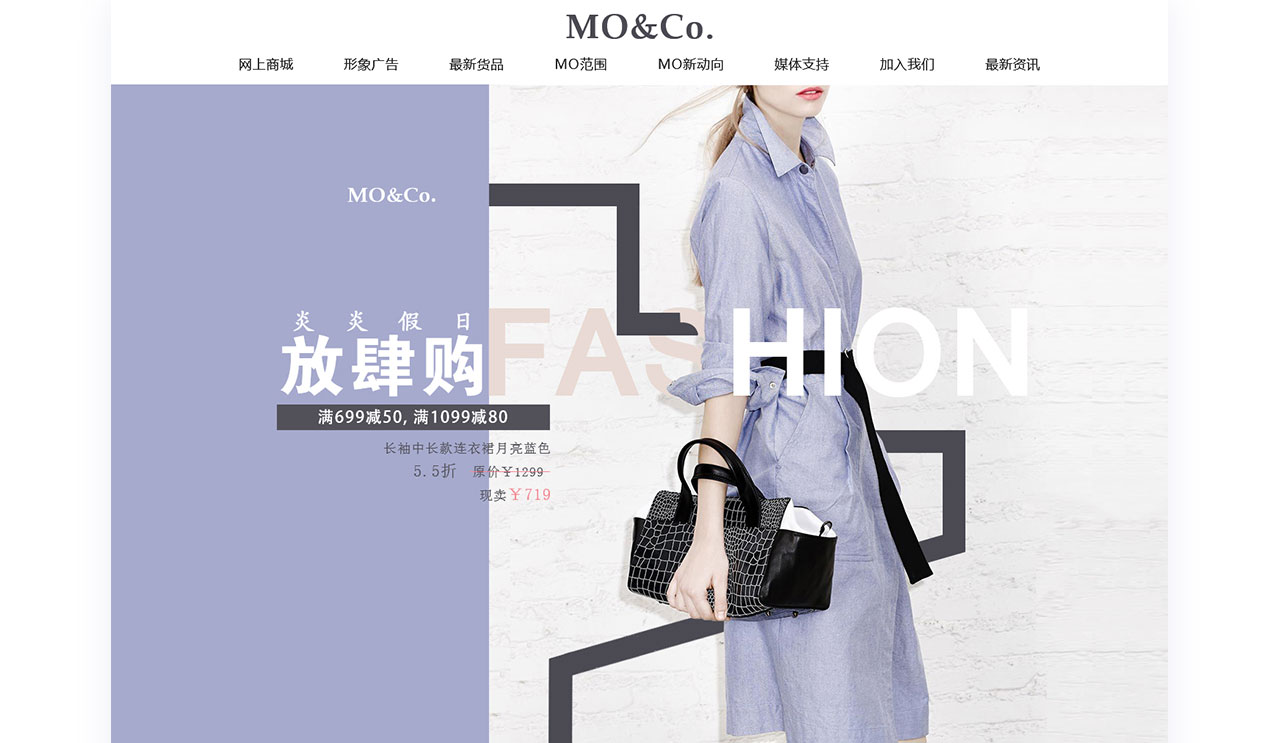 MO&Co.
网上商城 形象广告 最新货品 MO范围 MO新动向 媒体支持 加入我们 最新资讯
MO&Co.
炎炎假日
放肆购
FASHION
满699减50, 满1099减80
长袖中长款连衣裙月亮蓝色
5.5折 原价¥1299
现卖¥719